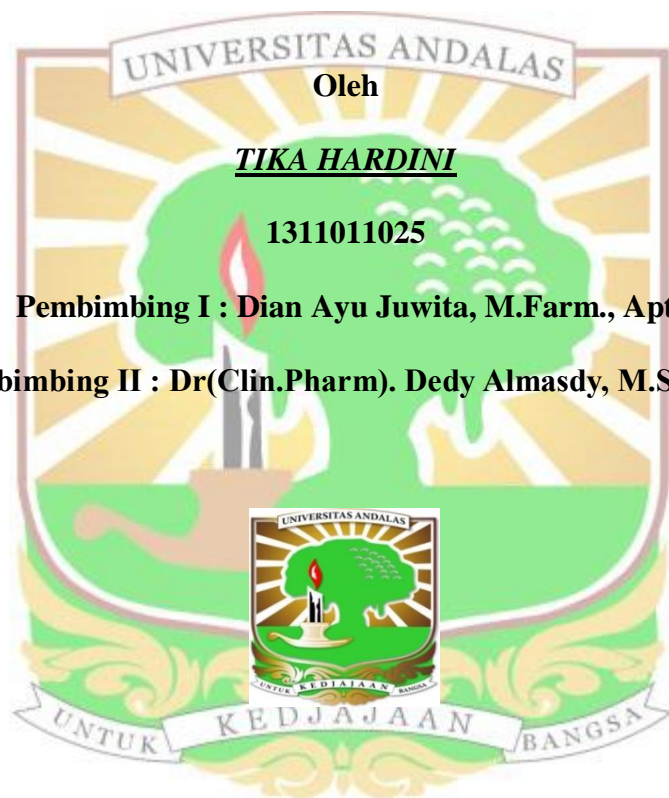 UNIVERSITAS ANDALAS
Oleh
TIKA HARDINI
1311011025
Pembimbing I : Dian Ayu Juwita, M.Farm., Apt
bimbing II : Dr(Clin.Pharm). Dedy Almasdy, M.S
UNIVERSITAS ANDALAS
UNTUK KEDJAJAAN BANGSA
UNTUK KEDJAJAAN BANGSA